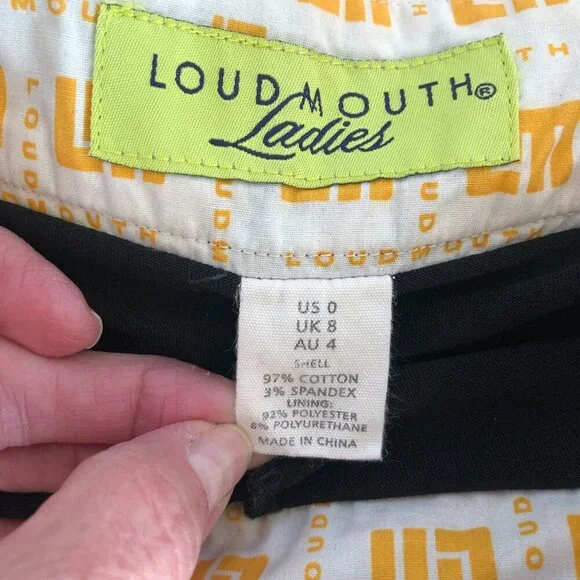 LOUDMOUTH®
Ladies
LOUDMOUTH
US 0
UK 8
AU 4
SHELL
97% COTTON
3% SPANDEX
LINING:
92% POLYESTER
8% POLYURETHANE
MADE IN CHINA